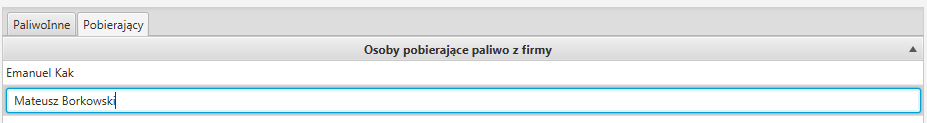 PaliwoInne Pobierający
Osoby pobierające paliwo z firmy
Emanuel Kak
Mateusz Borkowski